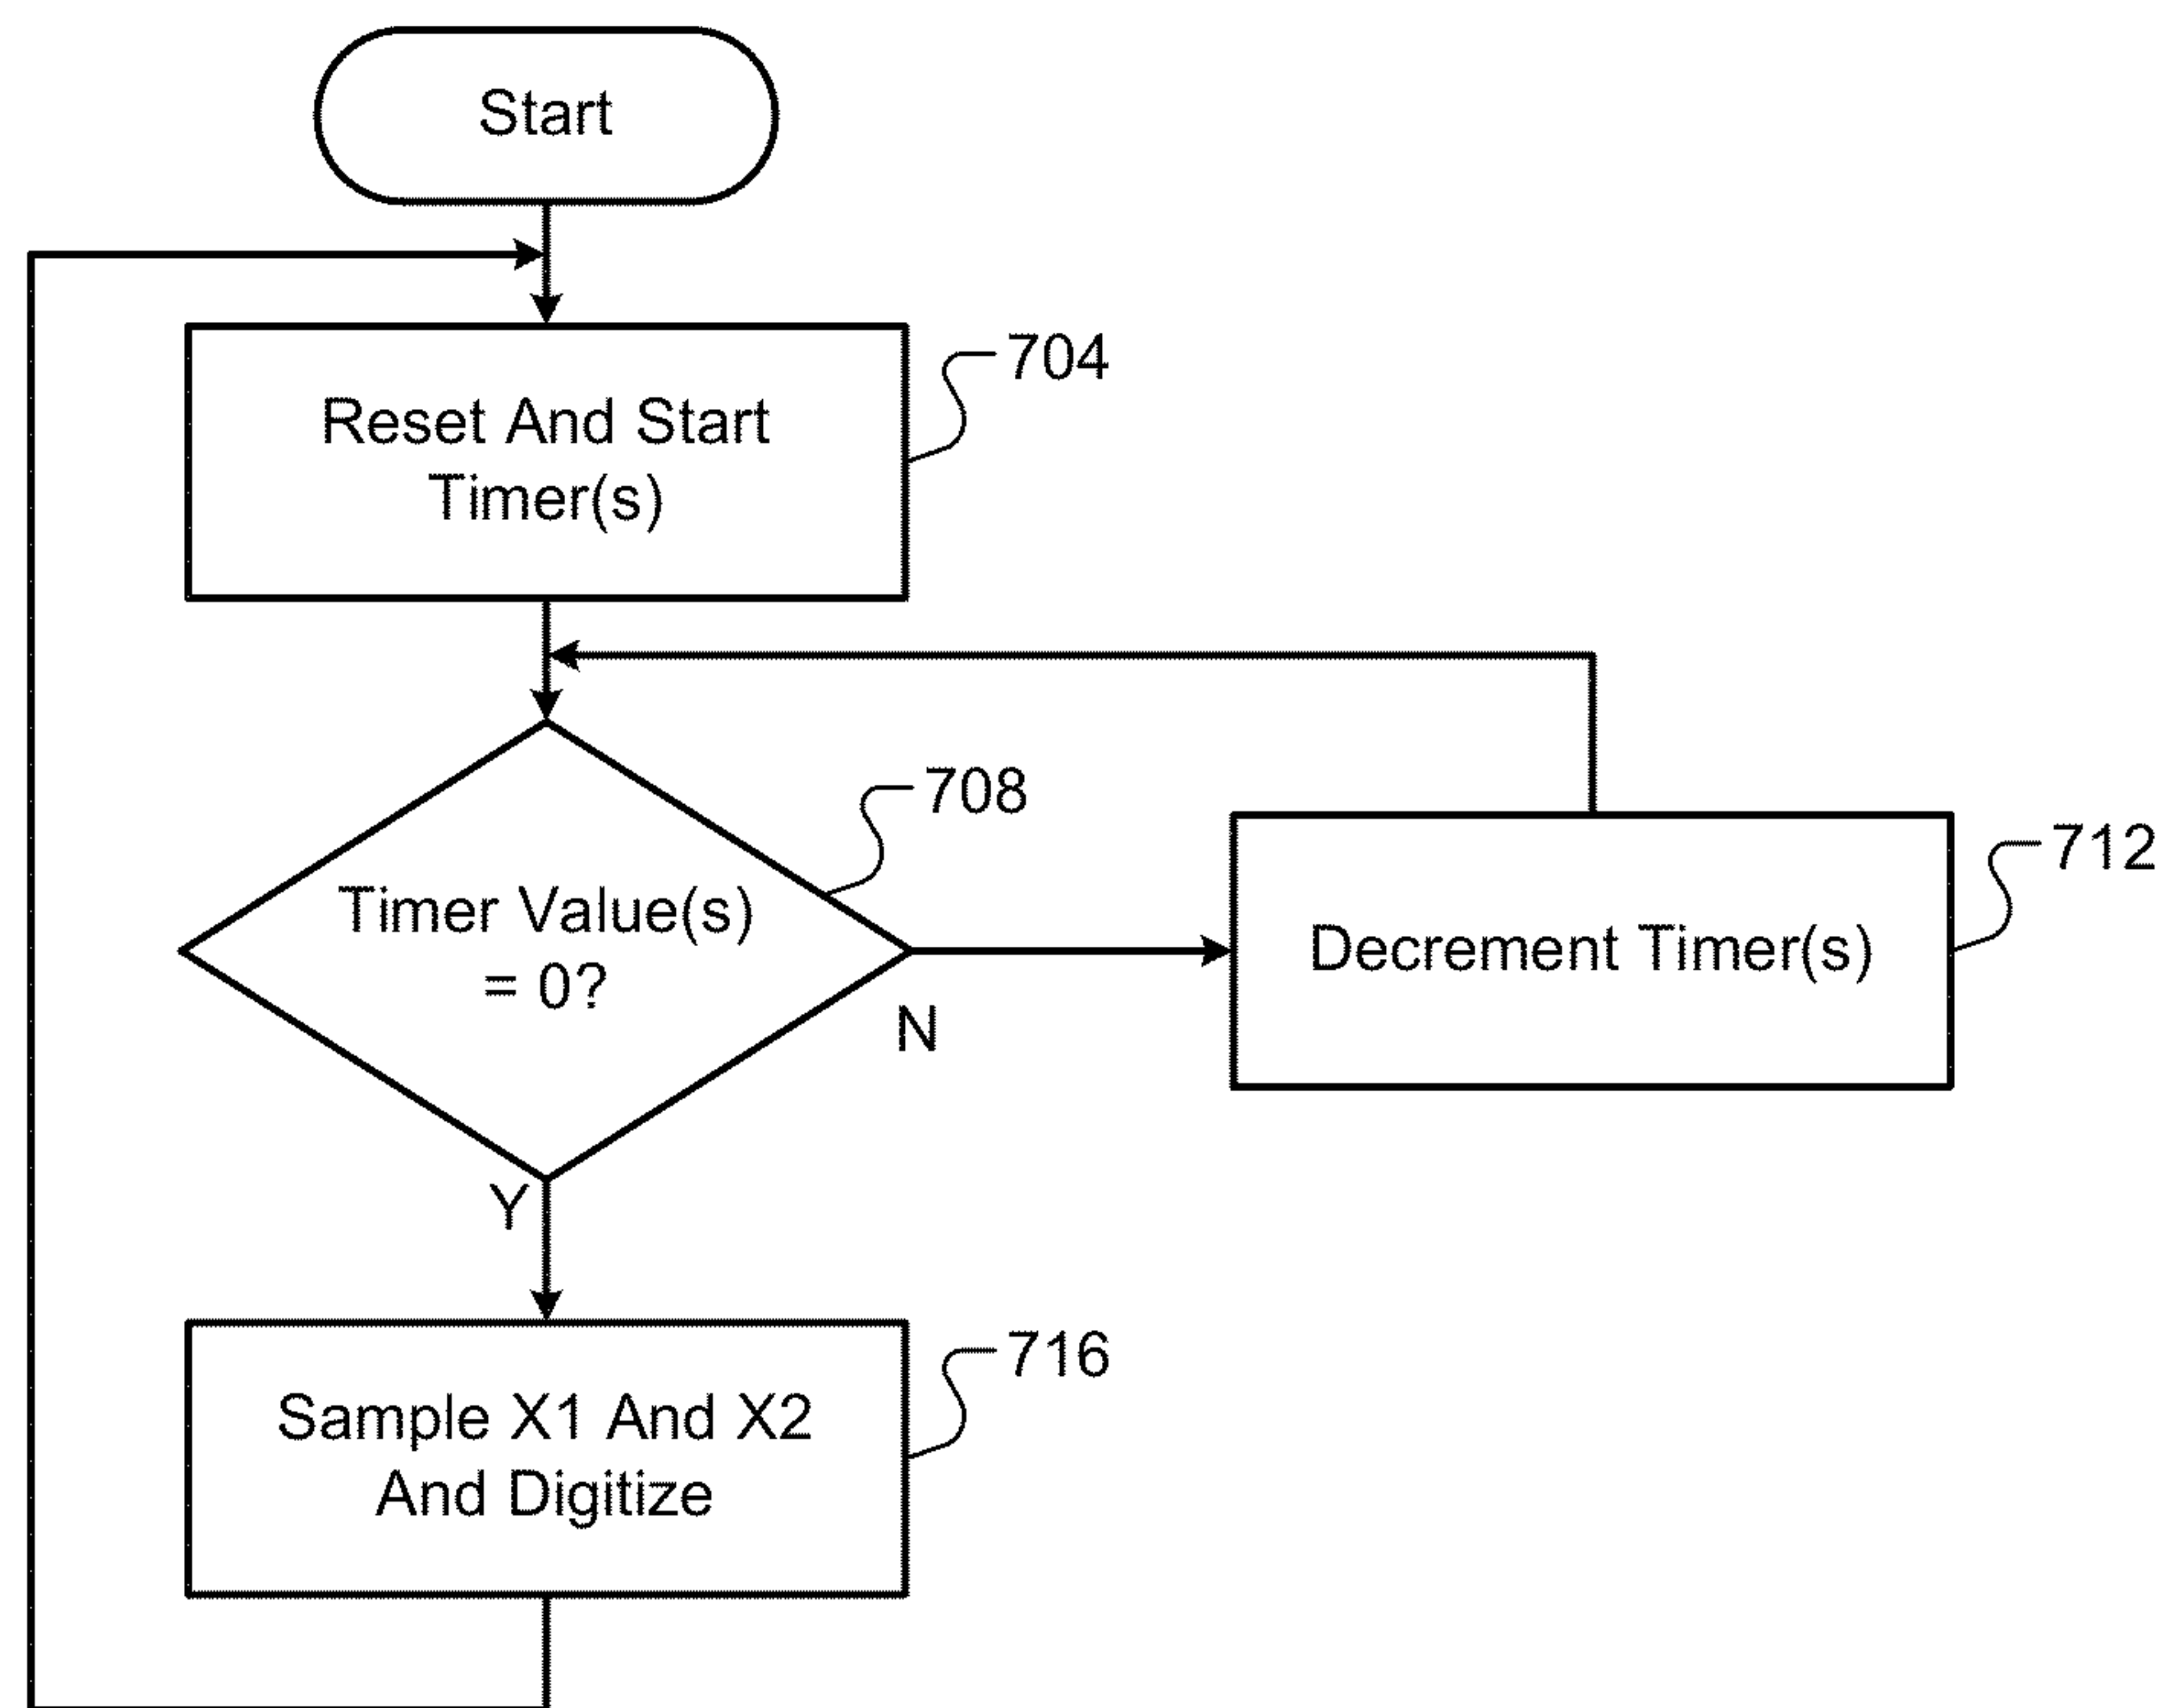 Start
704
Reset And Start
Timer(s)
708
Timer Value(s)
= 0?
N
712
Decrement Timer(s)
Y
716
Sample X1 And X2
And Digitize